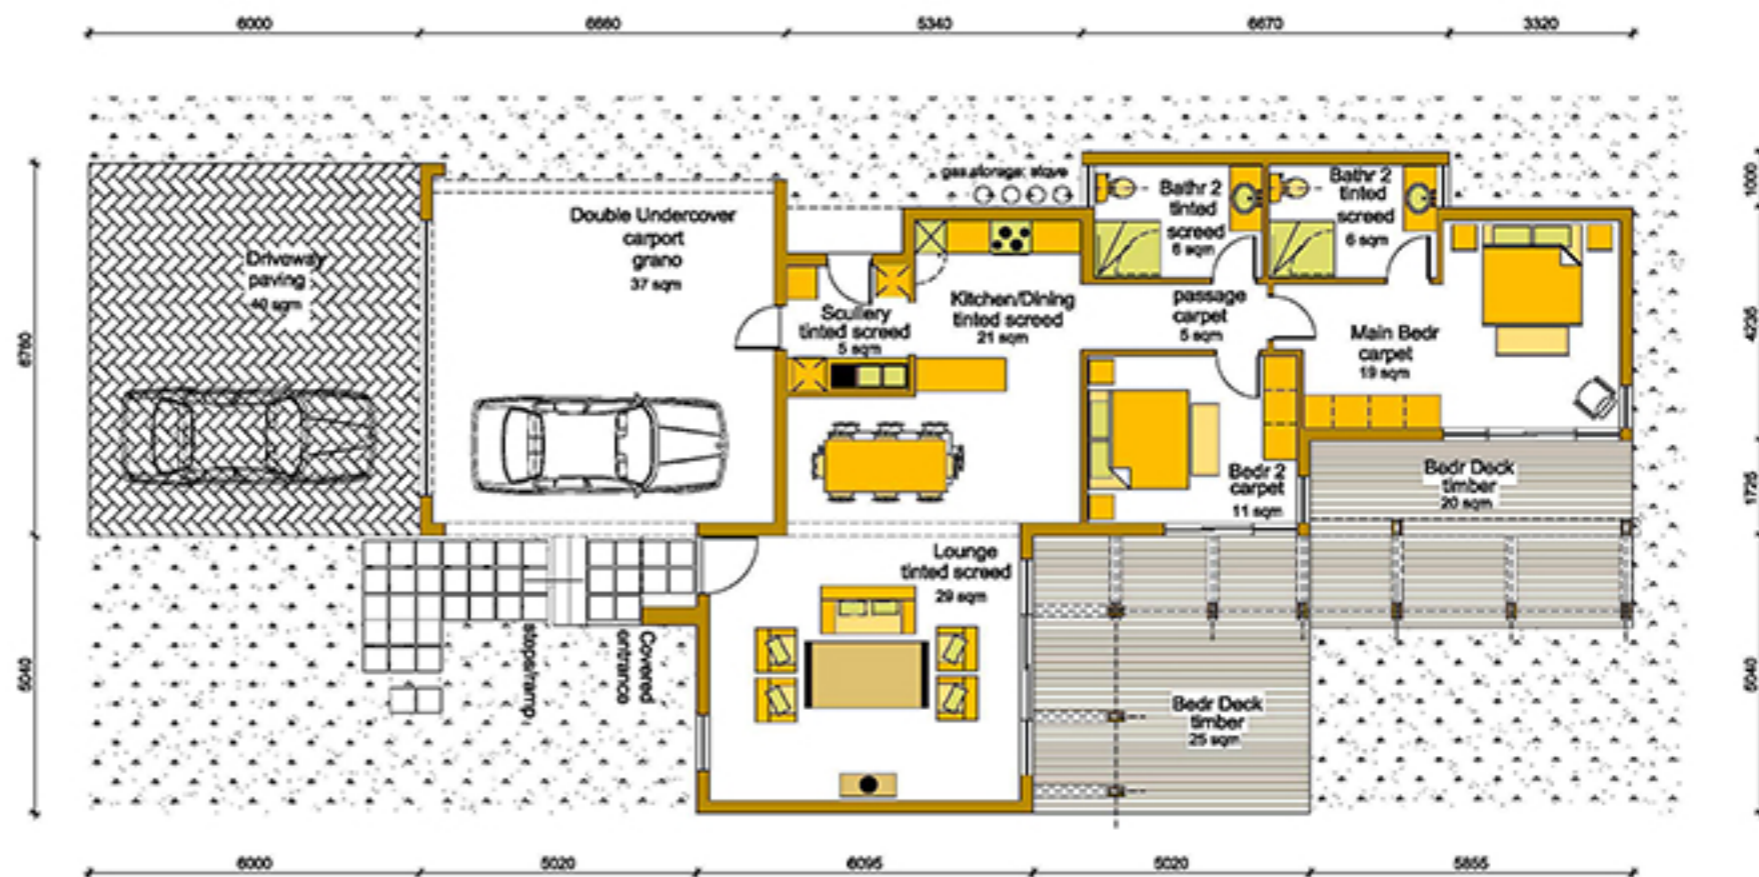 6000
6660
5340
6670
3320
gas storage: stove
Bathr 2
tinted
screed
6 sqm
Bathr 2
tinted
screed
6 sqm
1000
Double Undercover
carport
grano
37 sqm
Driveway
paving
40 sqm
Kitchen/Dining
tinted screed
21 sqm
passage
carpet
5 sqm
Scullery
tinted screed
5 sqm
Main Bedr
carpet
19 sqm
6760
4235
Bedr 2
carpet
11 sqm
Bedr Deck
timber
20 sqm
1725
Lounge
tinted screed
29 sqm
Covered
entrance
steps/ramp
5040
5040
Bedr Deck
timber
25 sqm
6000
5020
6095
5020
5855